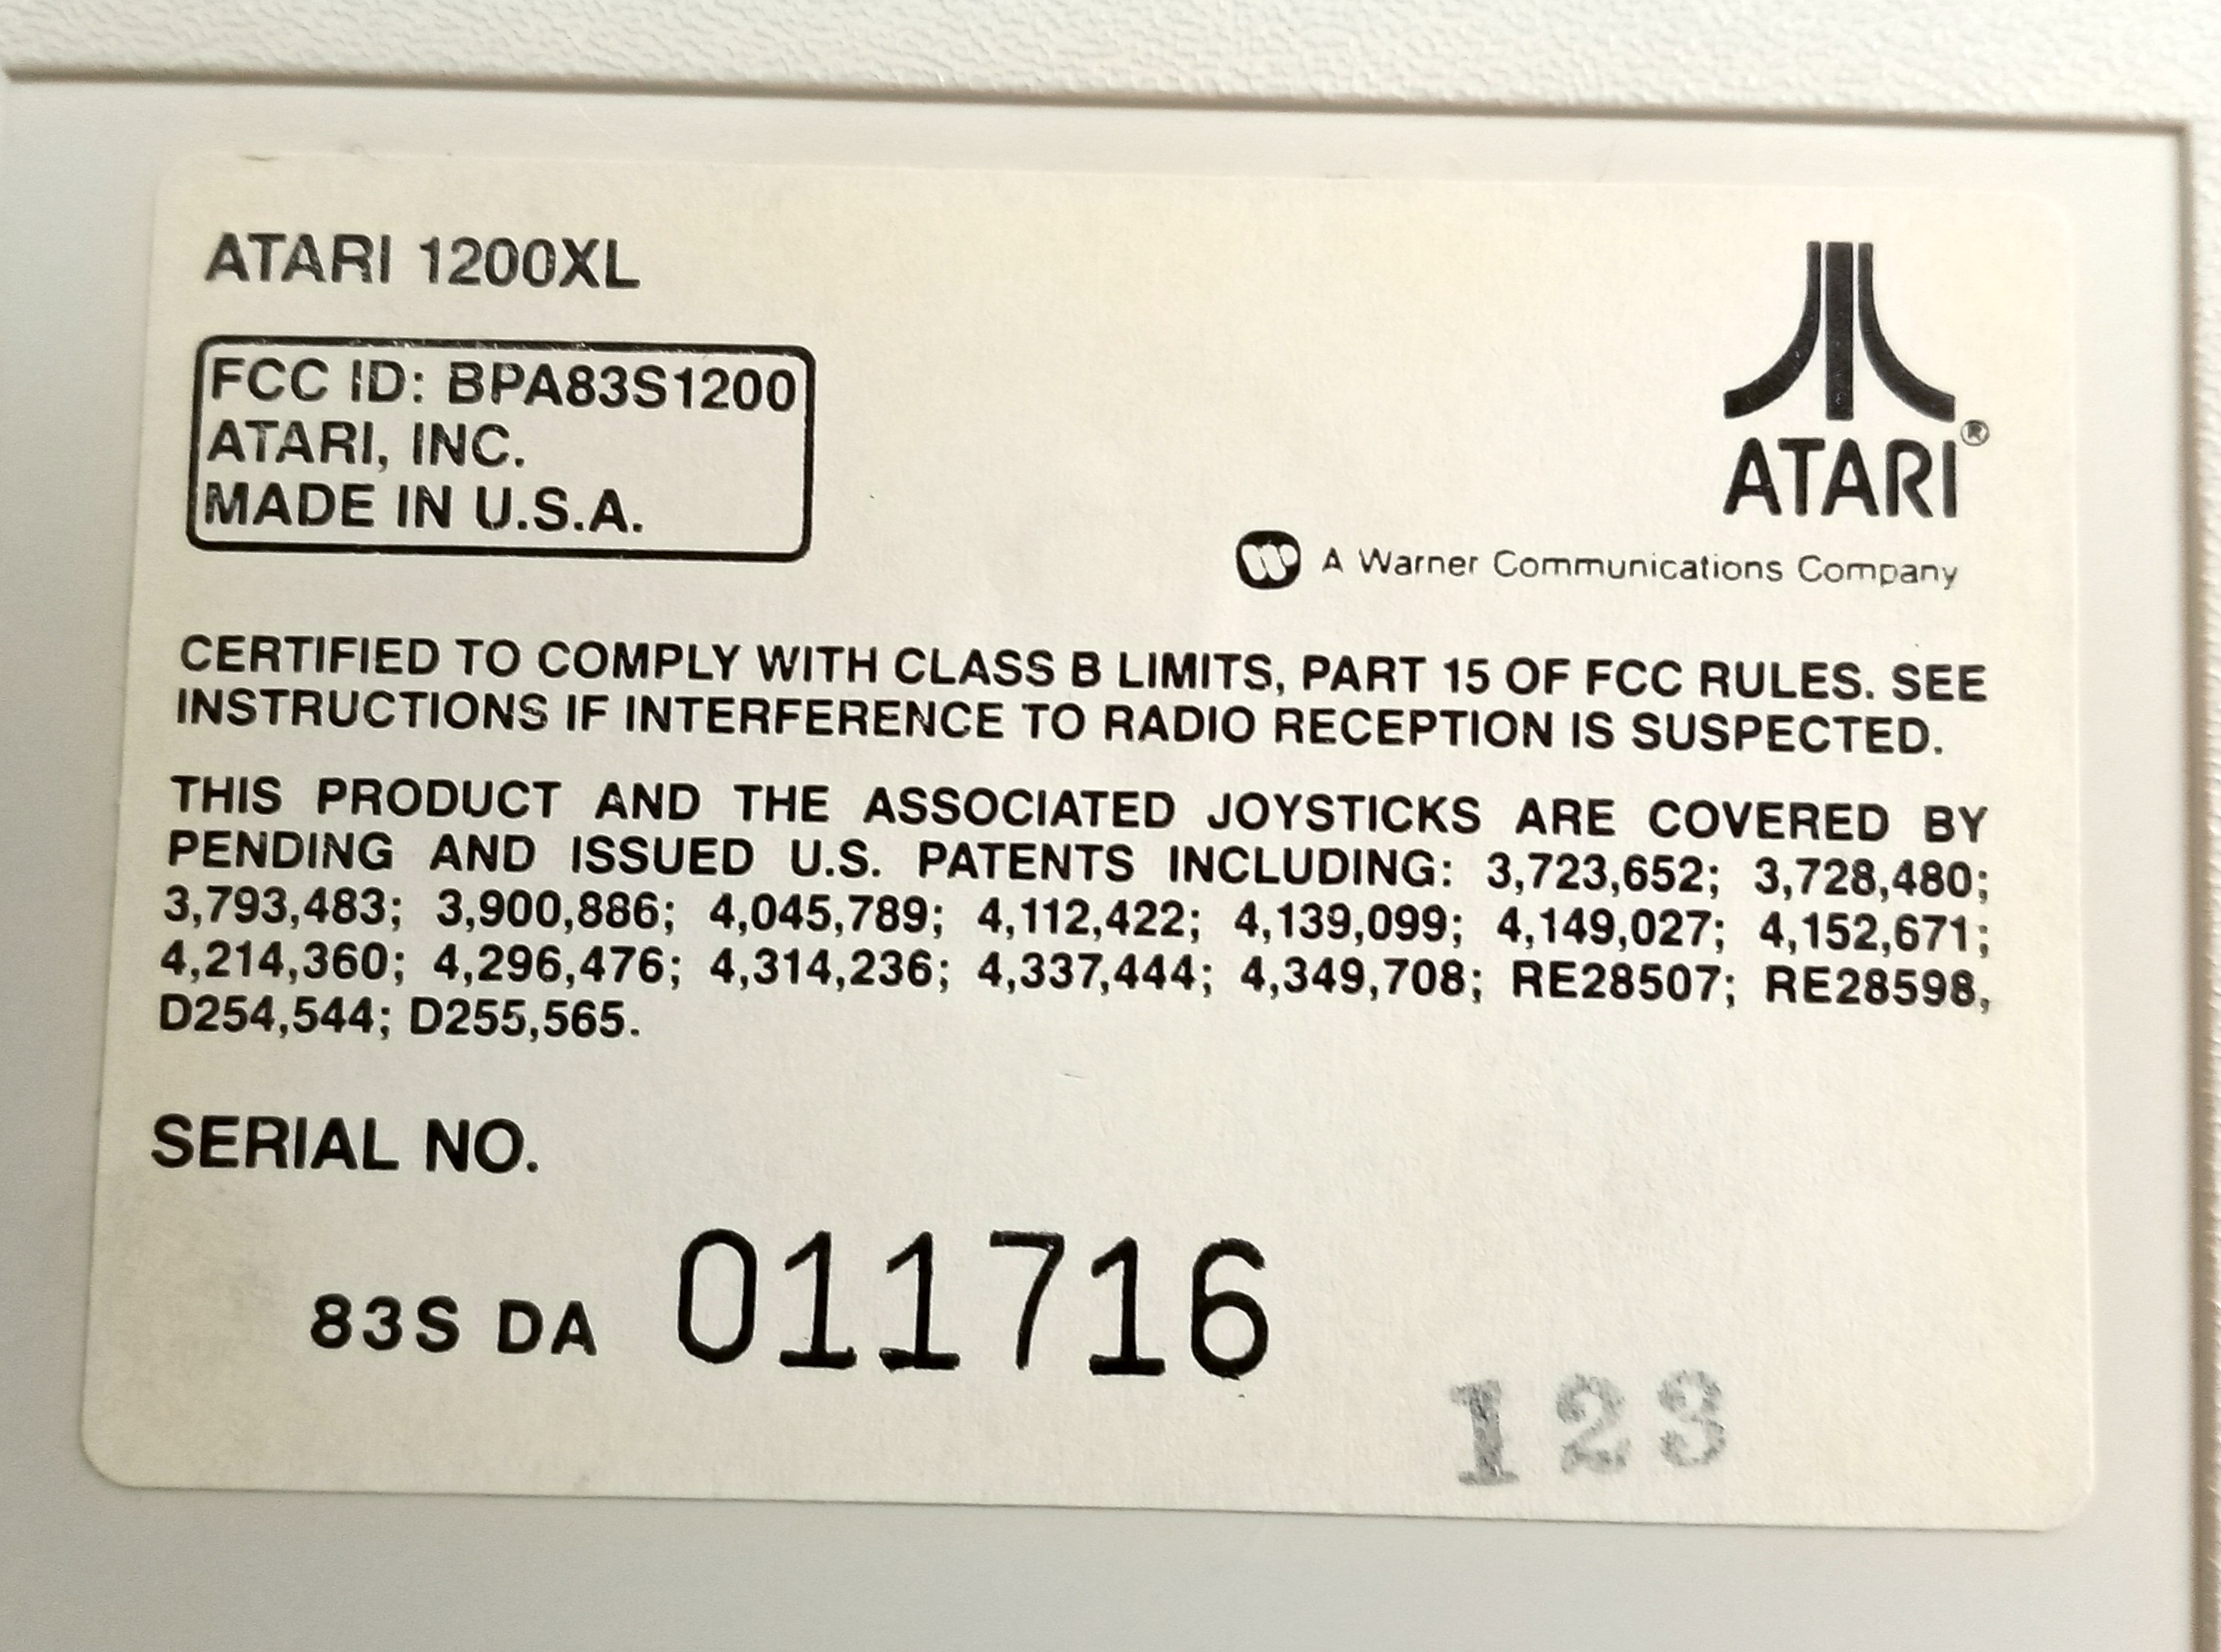 ATARI 1200XL
FCC ID: BPA83S1200
ATARI, INC.
MADE IN U.S.A.
ATARI®
W A Warner Communications Company
CERTIFIED TO COMPLY WITH CLASS B LIMITS, PART 15 OF FCC RULES. SEE
INSTRUCTIONS IF INTERFERENCE TO RADIO RECEPTION IS SUSPECTED.
THIS PRODUCT AND THE ASSOCIATED JOYSTICKS ARE COVERED BY
PENDING AND ISSUED U.S. PATENTS INCLUDING: 3,723,652; 3,728,480;
3,793,483; 3,900,886; 4,045,789; 4,112,422; 4,139,099; 4,149,027; 4,152,671;
4,214,360; 4,296,476; 4,314,236; 4,337,444; 4,349,708; RE28507; RE28598,
D254,544; D255,565.
SERIAL NO.
83S DA 011716
123